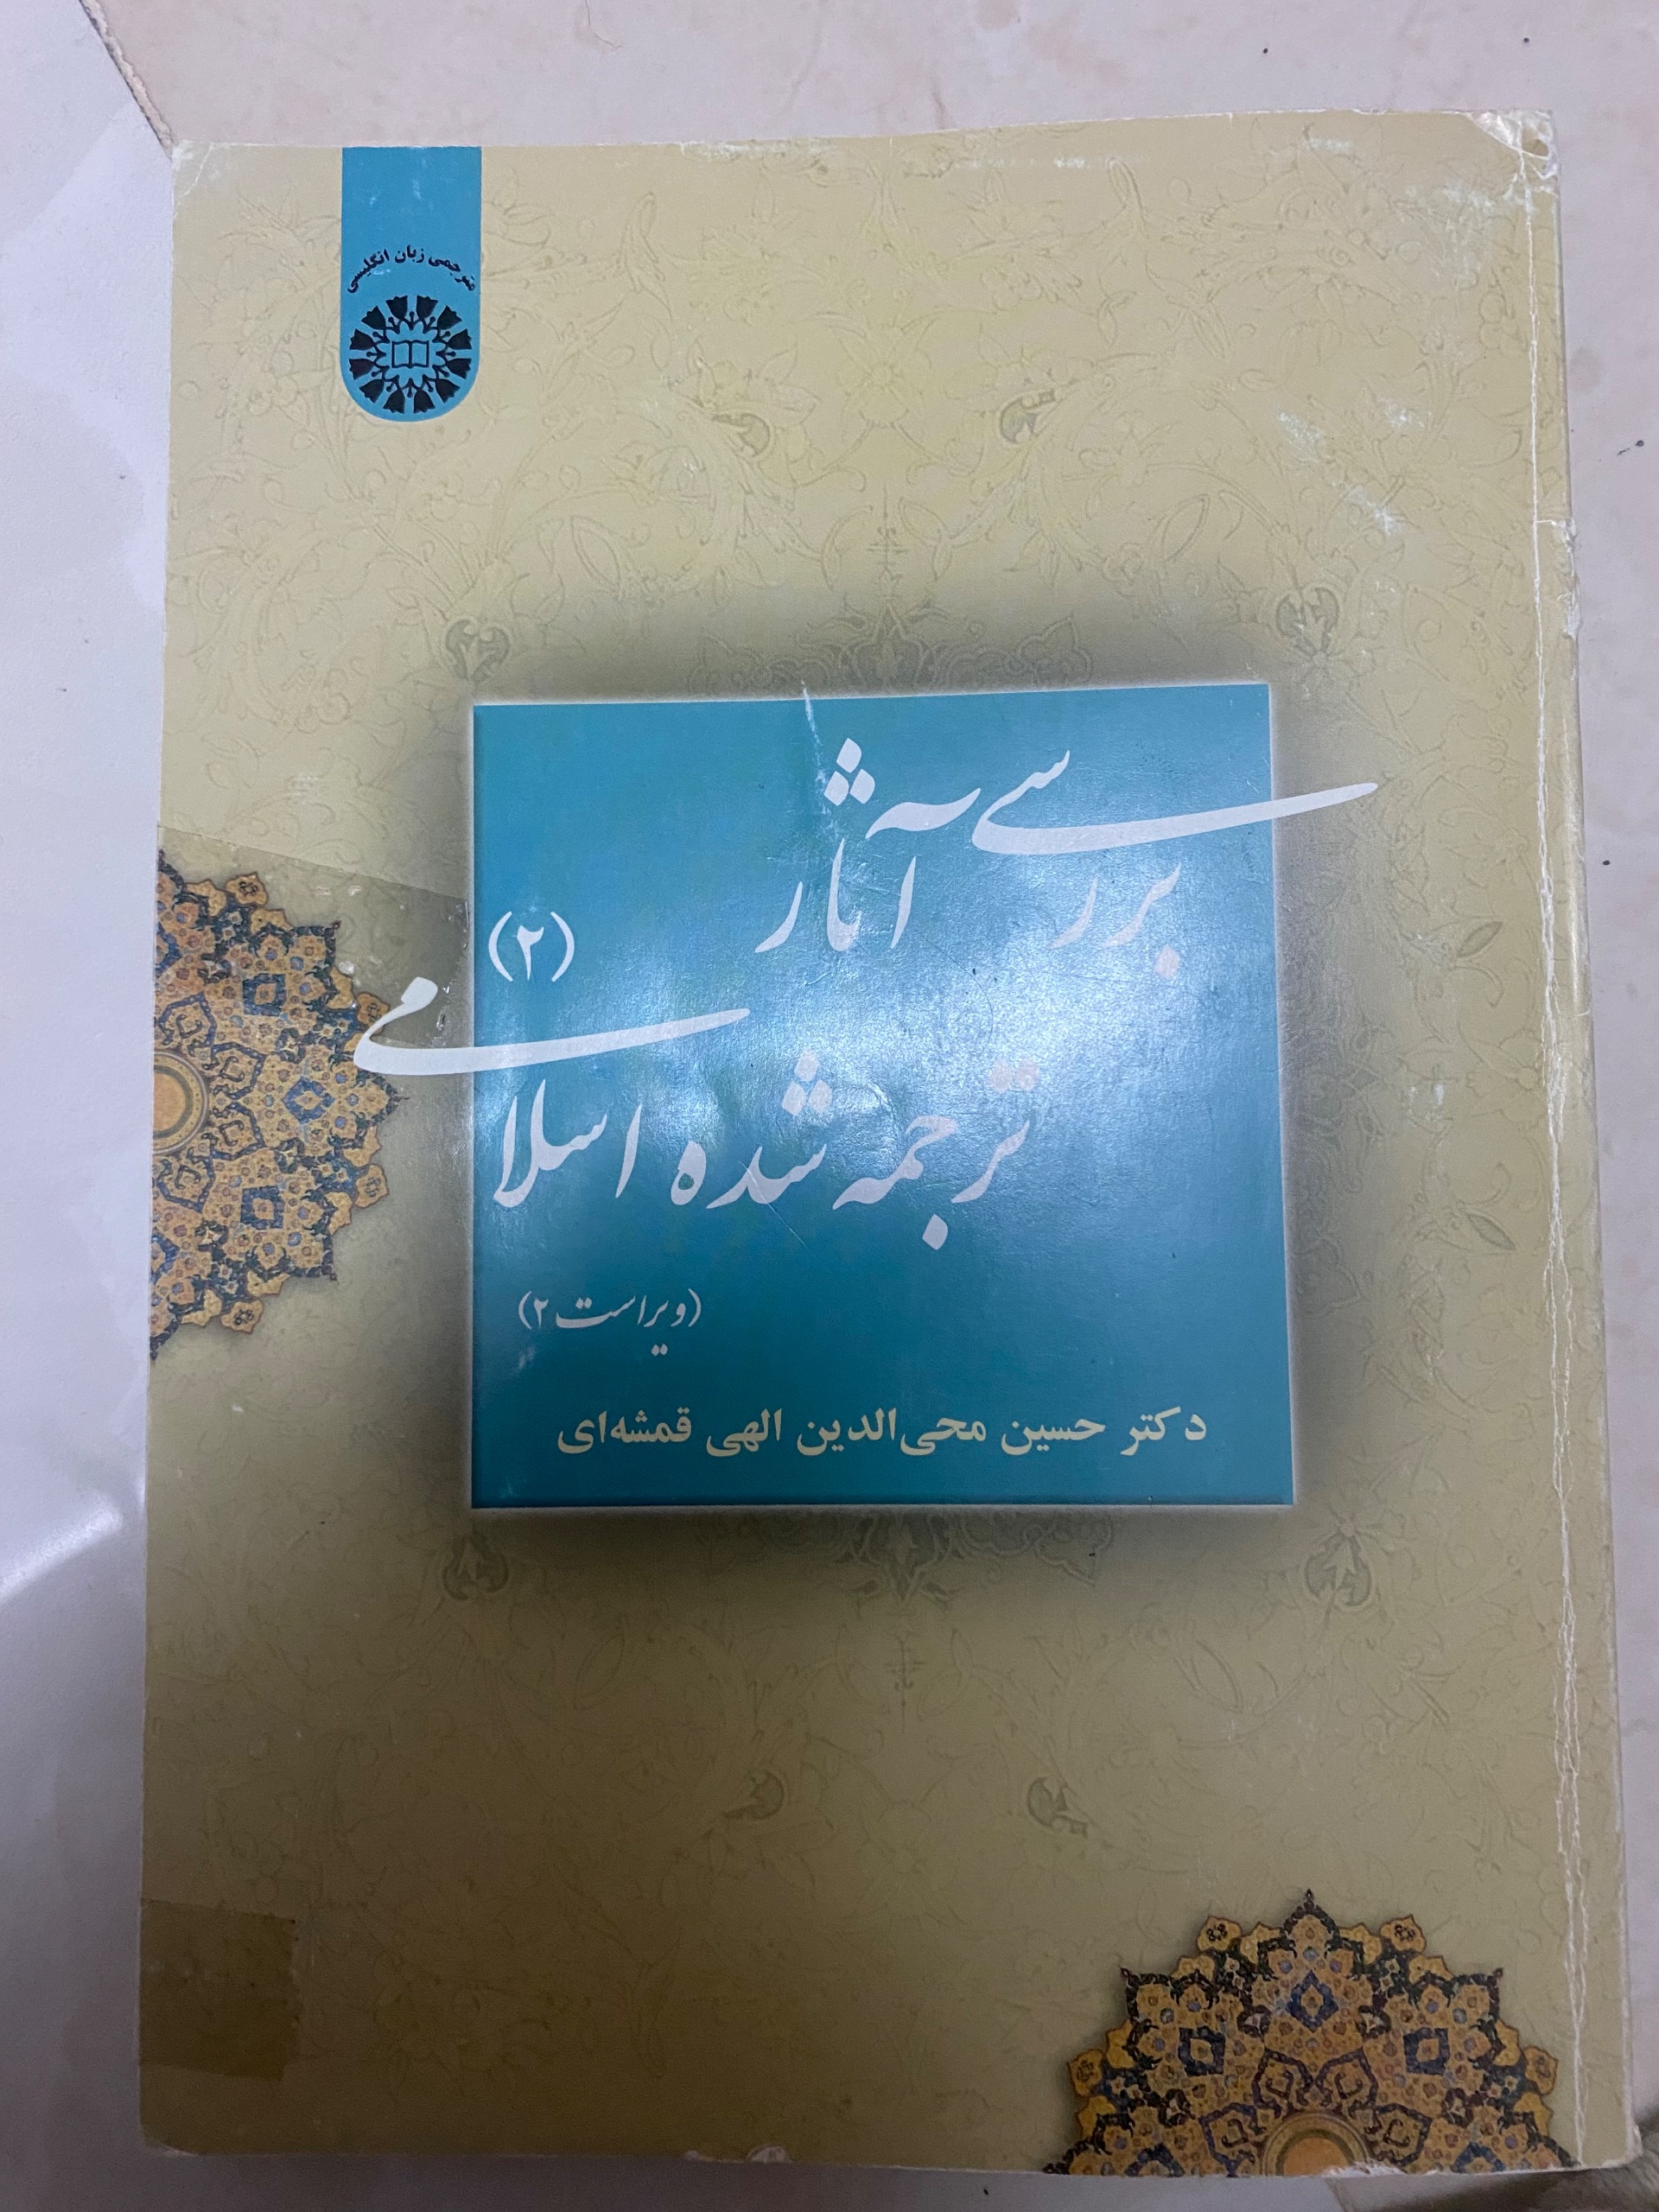 مترجمی زبان انگلیسی
بررسی آثار
ترجمه شده اسلامی (۲)
(ویراست ۲)
دکتر حسین محی‌الدین الهی قمشه‌ای